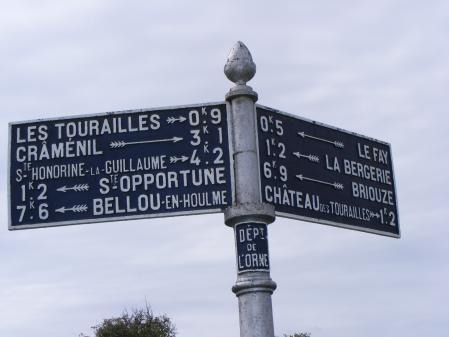 LES TOURAILLES 0K9
CRÂMÉNIL 3K1
STE HONORINE-LA-GUILLAUME 4K2
1K2 STE OPPORTUNE
7K6 BELLOU-EN-HOULME
0K5 LE FAY
1K2 LA BERGERIE
6K9 BRIOUZE
CHÂTEAU DES TOURAILLES 1K2
DÉPT
DE
L'ORNE